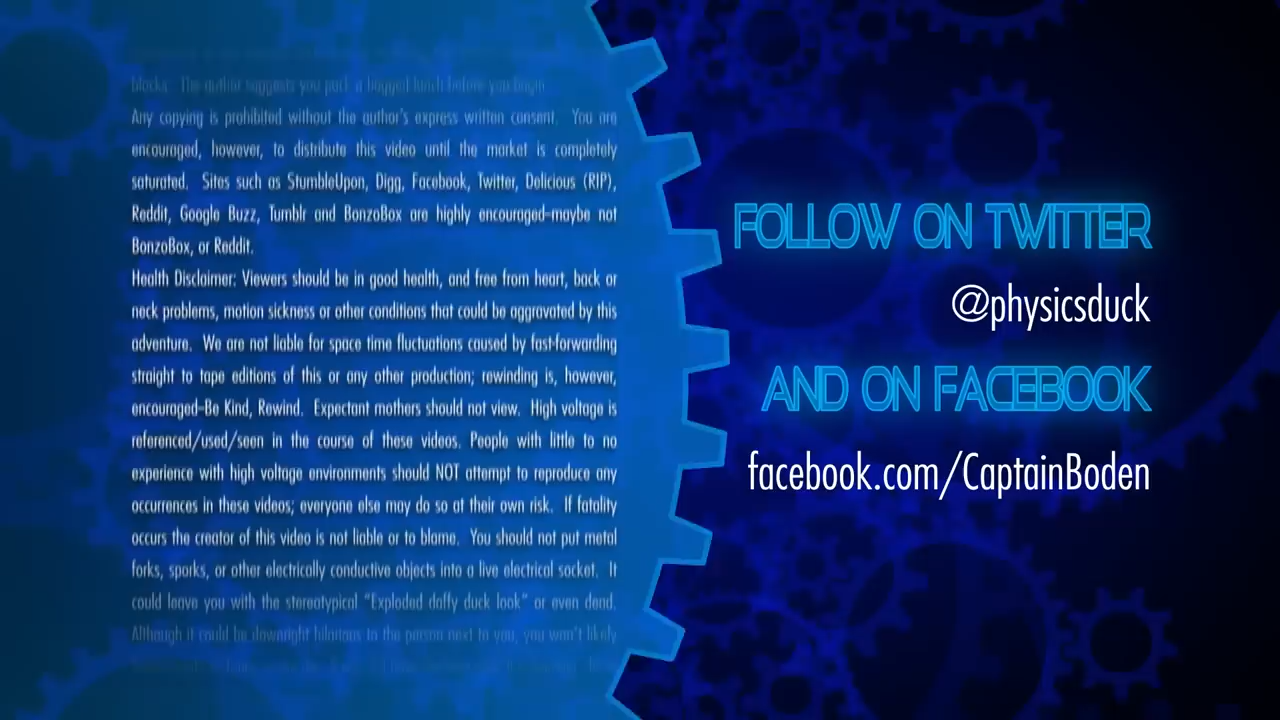 blocks. The author suggests you pack a bagged lunch before you begin.
Any copying is prohibited without the author's express written consent. You are
encouraged, however, to distribute this video until the market is completely
saturated. Sites such as StumbleUpon, Digg, Facebook, Twitter, Delicious (RIP),
Reddit, Google Buzz, Tumblr and BonzoBox are highly encouraged–maybe not
BonzoBox, or Reddit.
Health Disclaimer: Viewers should be in good health, and free from heart, back or
neck problems, motion sickness or other conditions that could be aggravated by this
adventure. We are not liable for space time fluctuations caused by fast-forwarding
straight to tape editions of this or any other production; rewinding is, however,
encouraged–Be Kind, Rewind. Expectant mothers should not view. High voltage is
referenced/used/seen in the course of these videos. People with little to no
experience with high voltage environments should NOT attempt to reproduce any
occurrences in these videos; everyone else may do so at their own risk. If fatality
occurs the creator of this video is not liable or to blame. You should not put metal
forks, sparks, or other electrically conductive objects into a live electrical socket. It
could leave you with the stereotypical "Exploded daffy duck look" or even dead.
Although it could be downright hilarious to the person next to you, you won't likely
FOLLOW ON TWITTER
@physicsduck
AND ON FACEBOOK
facebook.com/CaptainBoden